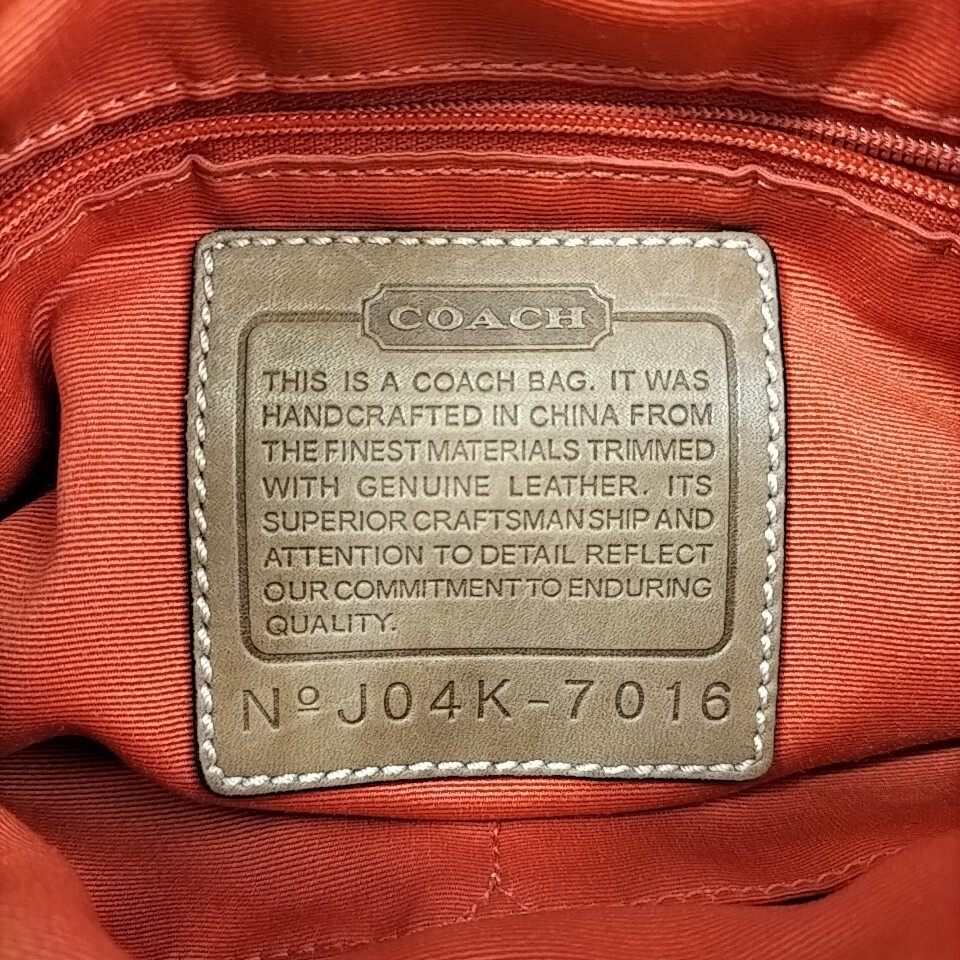 COACH
THIS IS A COACH BAG. IT WAS
HANDCRAFTED IN CHINA FROM
THE FINEST MATERIALS TRIMMED
WITH GENUINE LEATHER. ITS
SUPERIOR CRAFTSMANSHIP AND
ATTENTION TO DETAIL REFLECT
OUR COMMITMENT TO ENDURING
QUALITY.
Nº J04K-7016